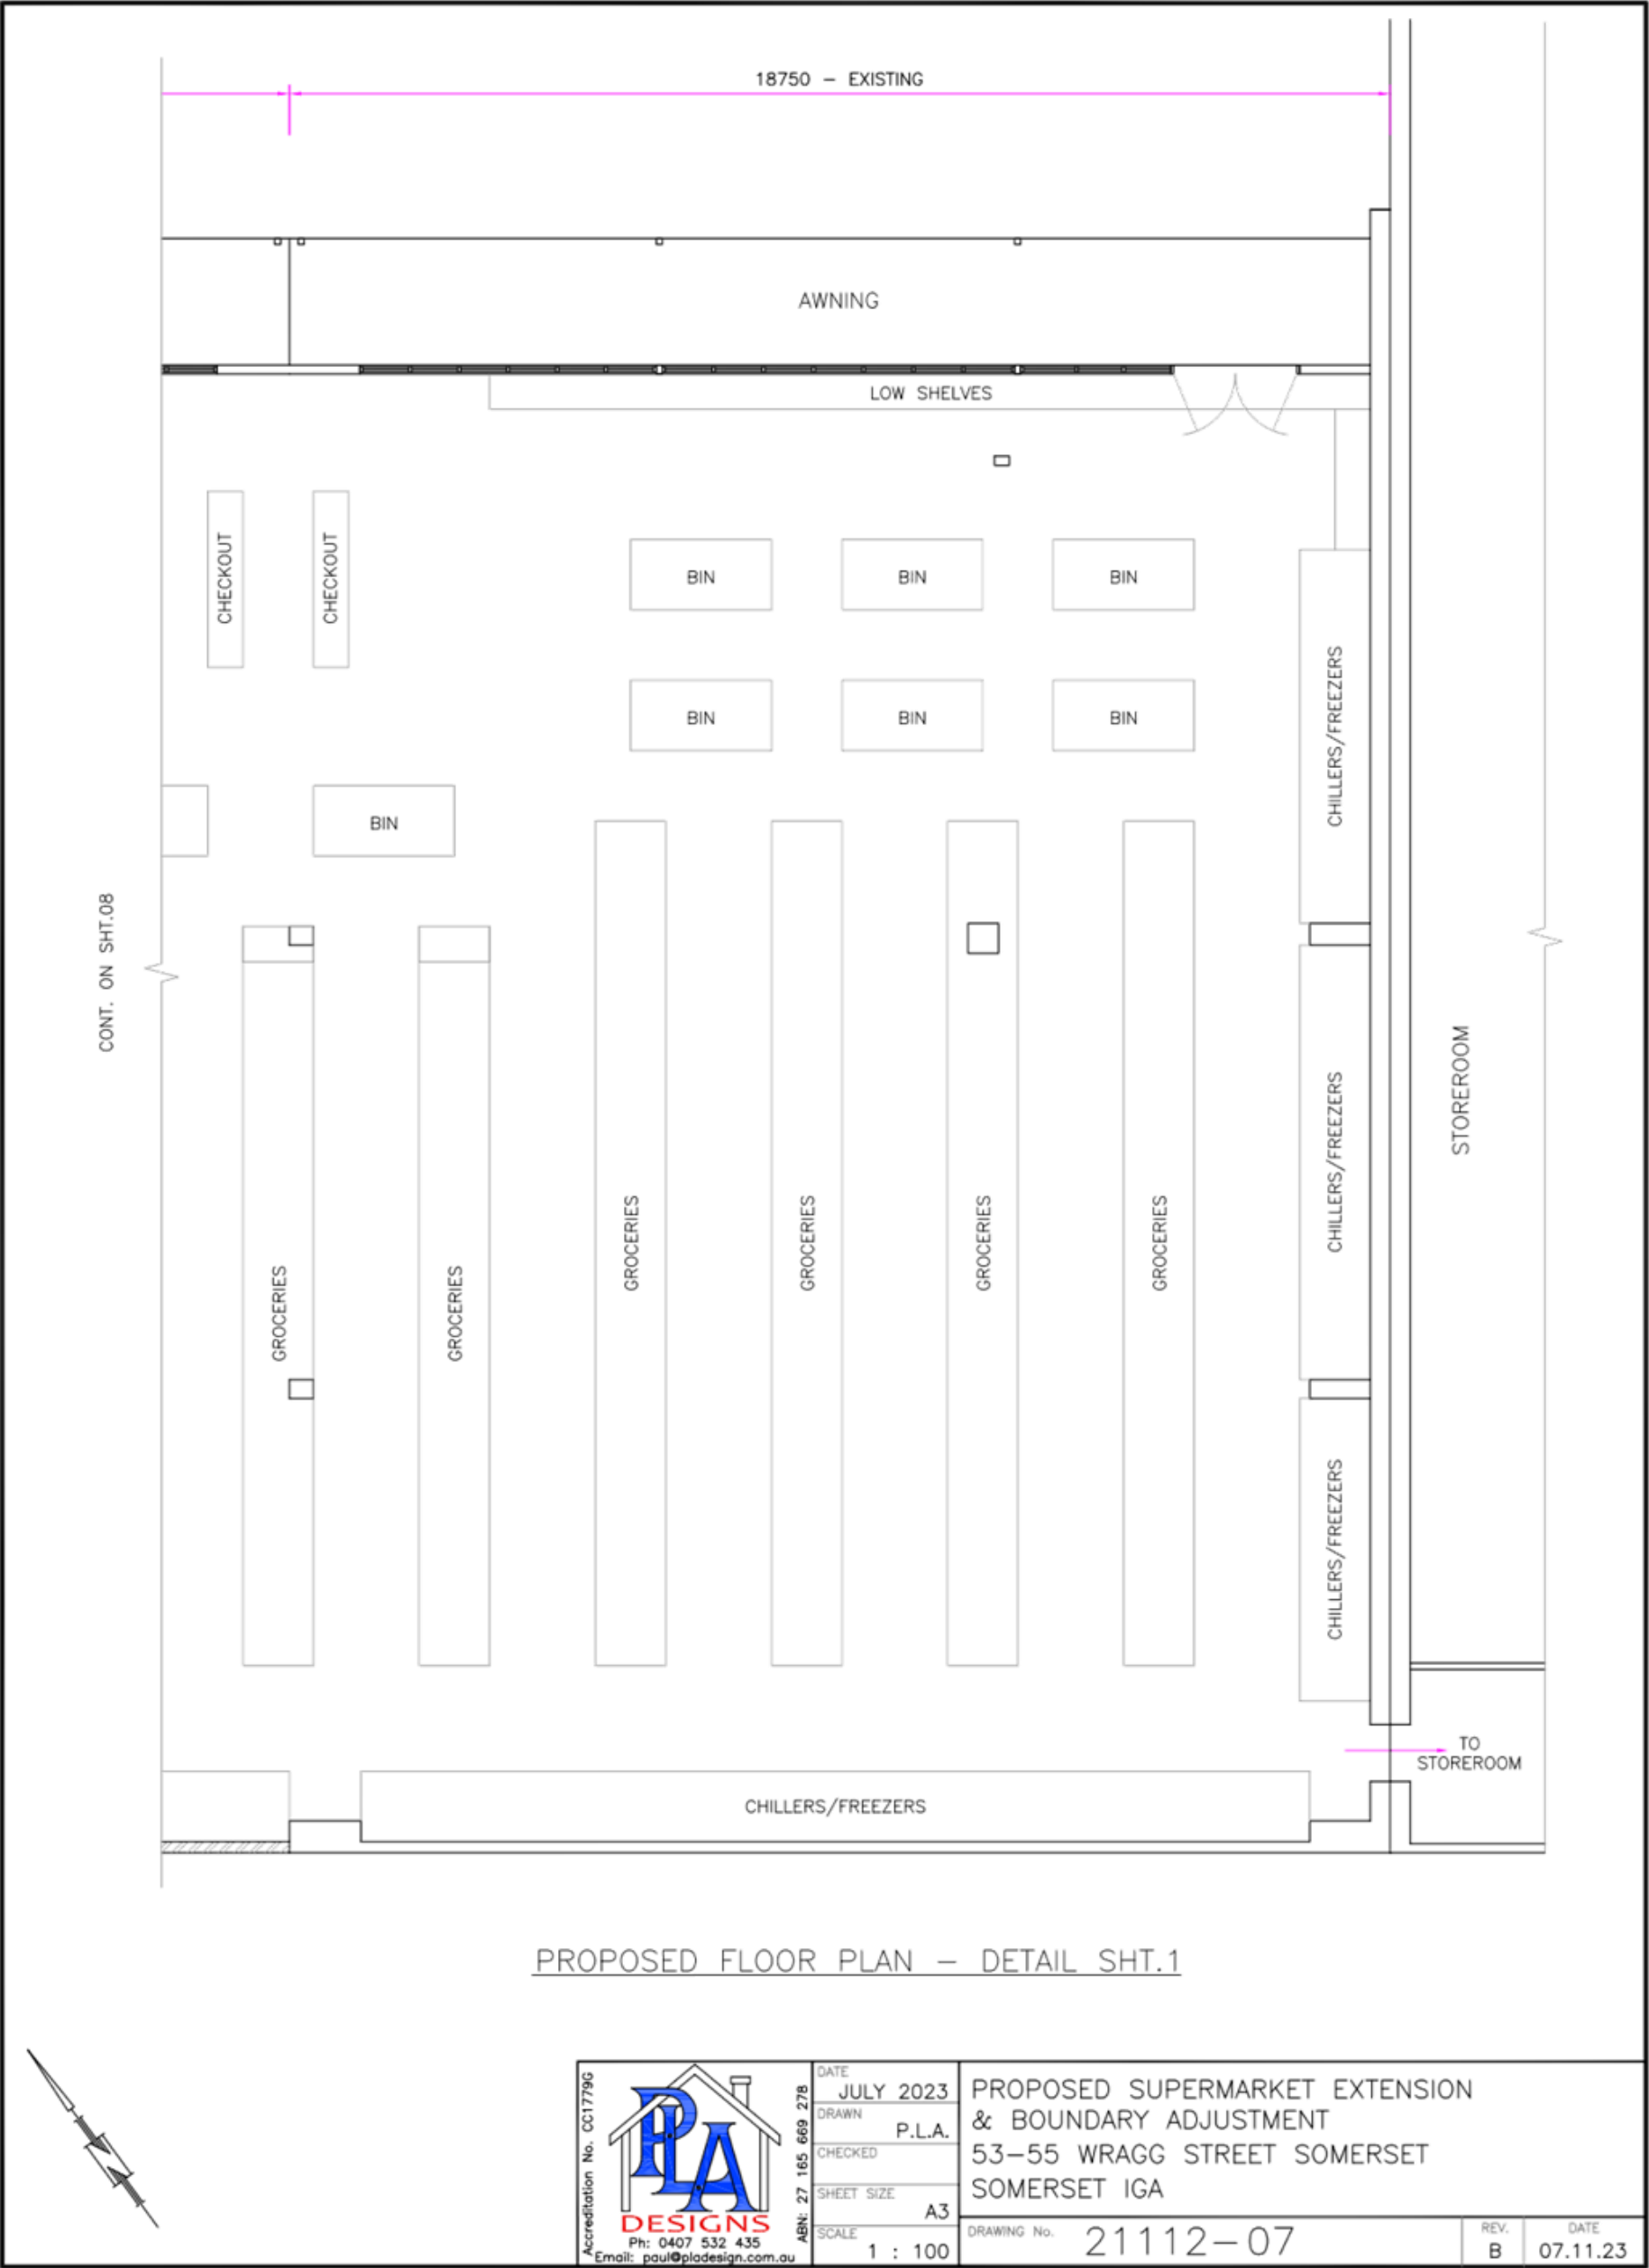 18750 - EXISTING
AWNING
LOW SHELVES
CHECKOUT
CHECKOUT
BIN
BIN
BIN
BIN
BIN
BIN
BIN
CHILLERS/FREEZERS
CONT. ON SHT.08
STOREROOM
CHILLERS/FREEZERS
GROCERIES
GROCERIES
GROCERIES
GROCERIES
GROCERIES
GROCERIES
CHILLERS/FREEZERS
TO
STOREROOM
CHILLERS/FREEZERS
PROPOSED FLOOR PLAN - DETAIL SHT.1
Accreditation No. CC1779G
PLA
DESIGNS
Ph: 0407 532 435
Email: paul@pladesign.com.au
ABN: 27 165 669 278
DATE
JULY 2023
DRAWN
P.L.A.
CHECKED
SHEET SIZE
A3
SCALE
1 : 100
PROPOSED SUPERMARKET EXTENSION
& BOUNDARY ADJUSTMENT
53-55 WRAGG STREET SOMERSET
SOMERSET IGA
DRAWING No. 21112-07
REV.
B
DATE
07.11.23